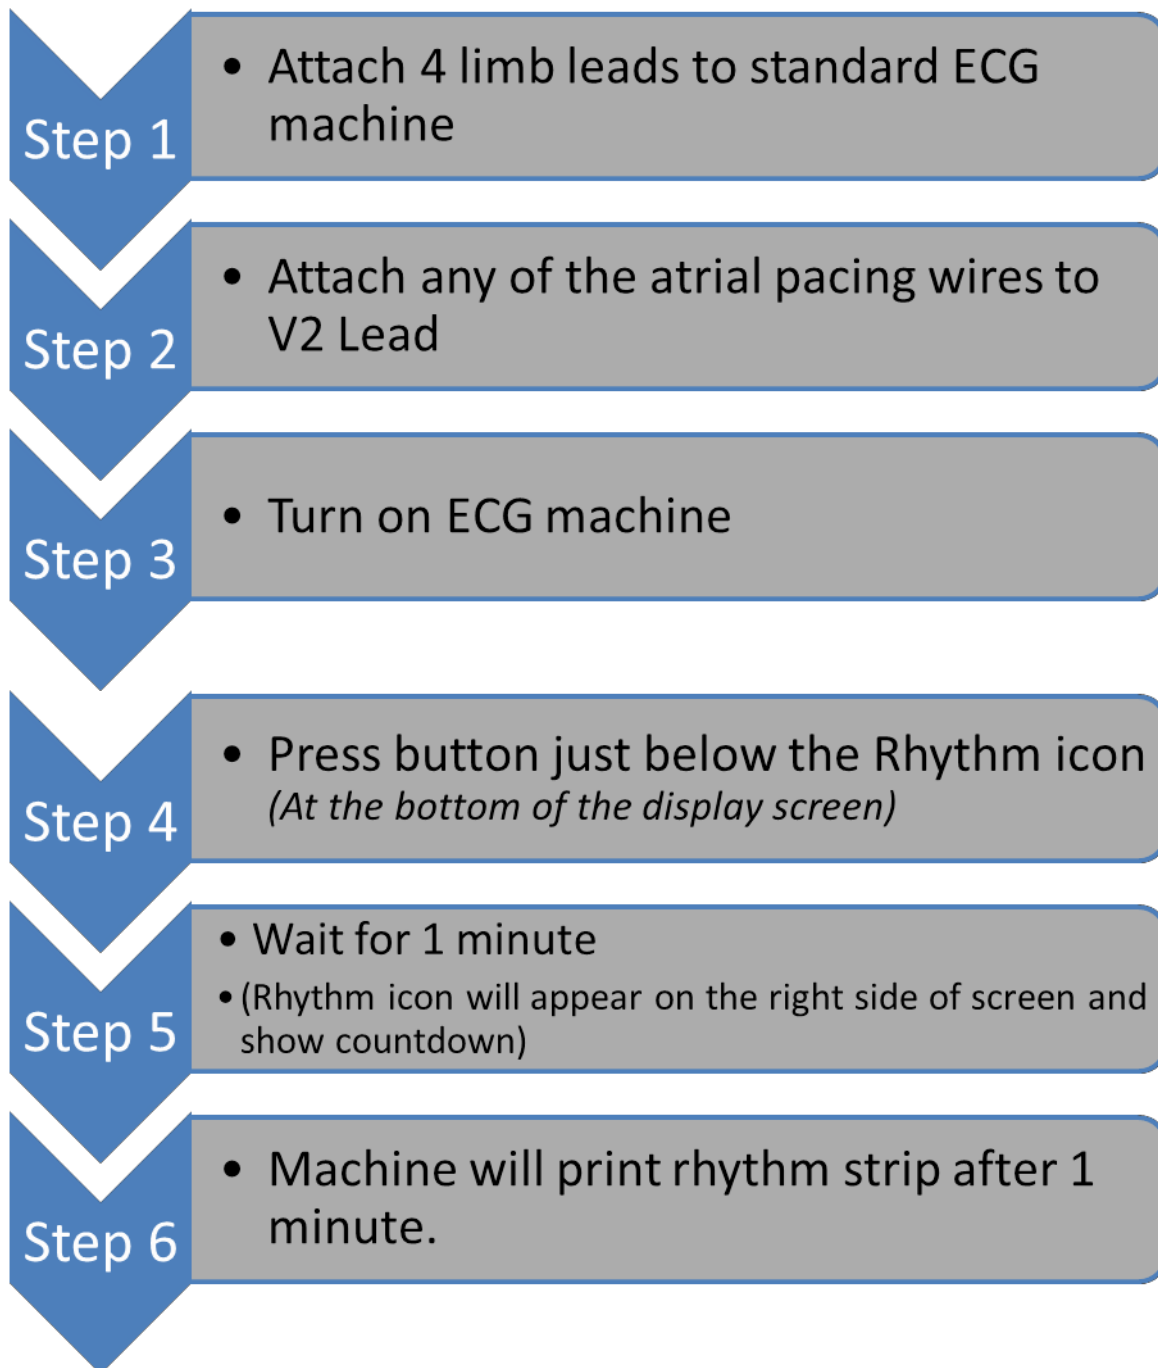 Step 1
• Attach 4 limb leads to standard ECG
machine
Step 2
• Attach any of the atrial pacing wires to
V2 Lead
Step 3
• Turn on ECG machine
Step 4
• Press button just below the Rhythm icon
(At the bottom of the display screen)
Step 5
• Wait for 1 minute
• (Rhythm icon will appear on the right side of screen and
show countdown)
Step 6
• Machine will print rhythm strip after 1
minute.